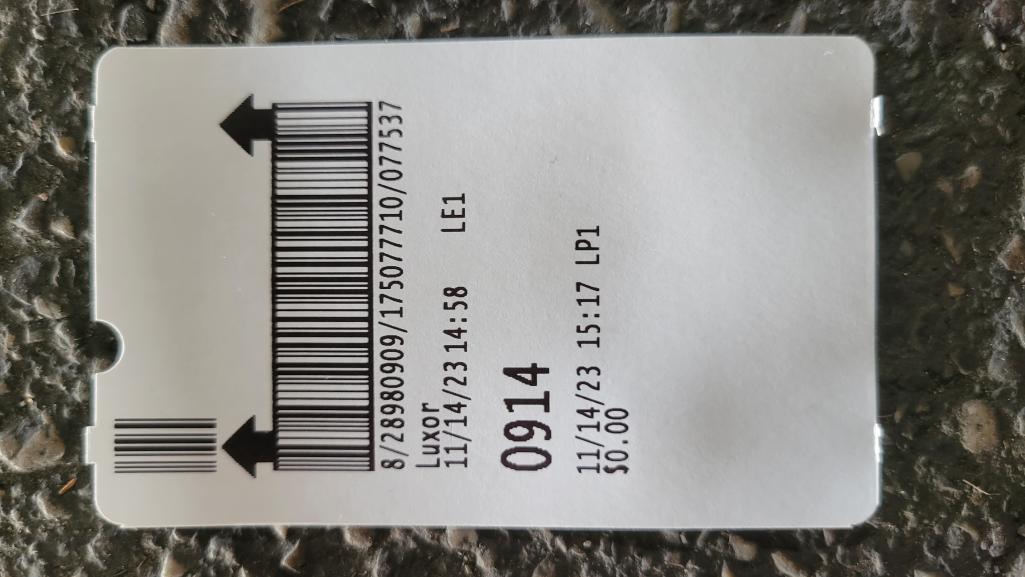 8/28980909/175077710/077537
Luxor
11/14/23 14:58 LE1
0914
11/14/23 15:17 LP1
$0.00